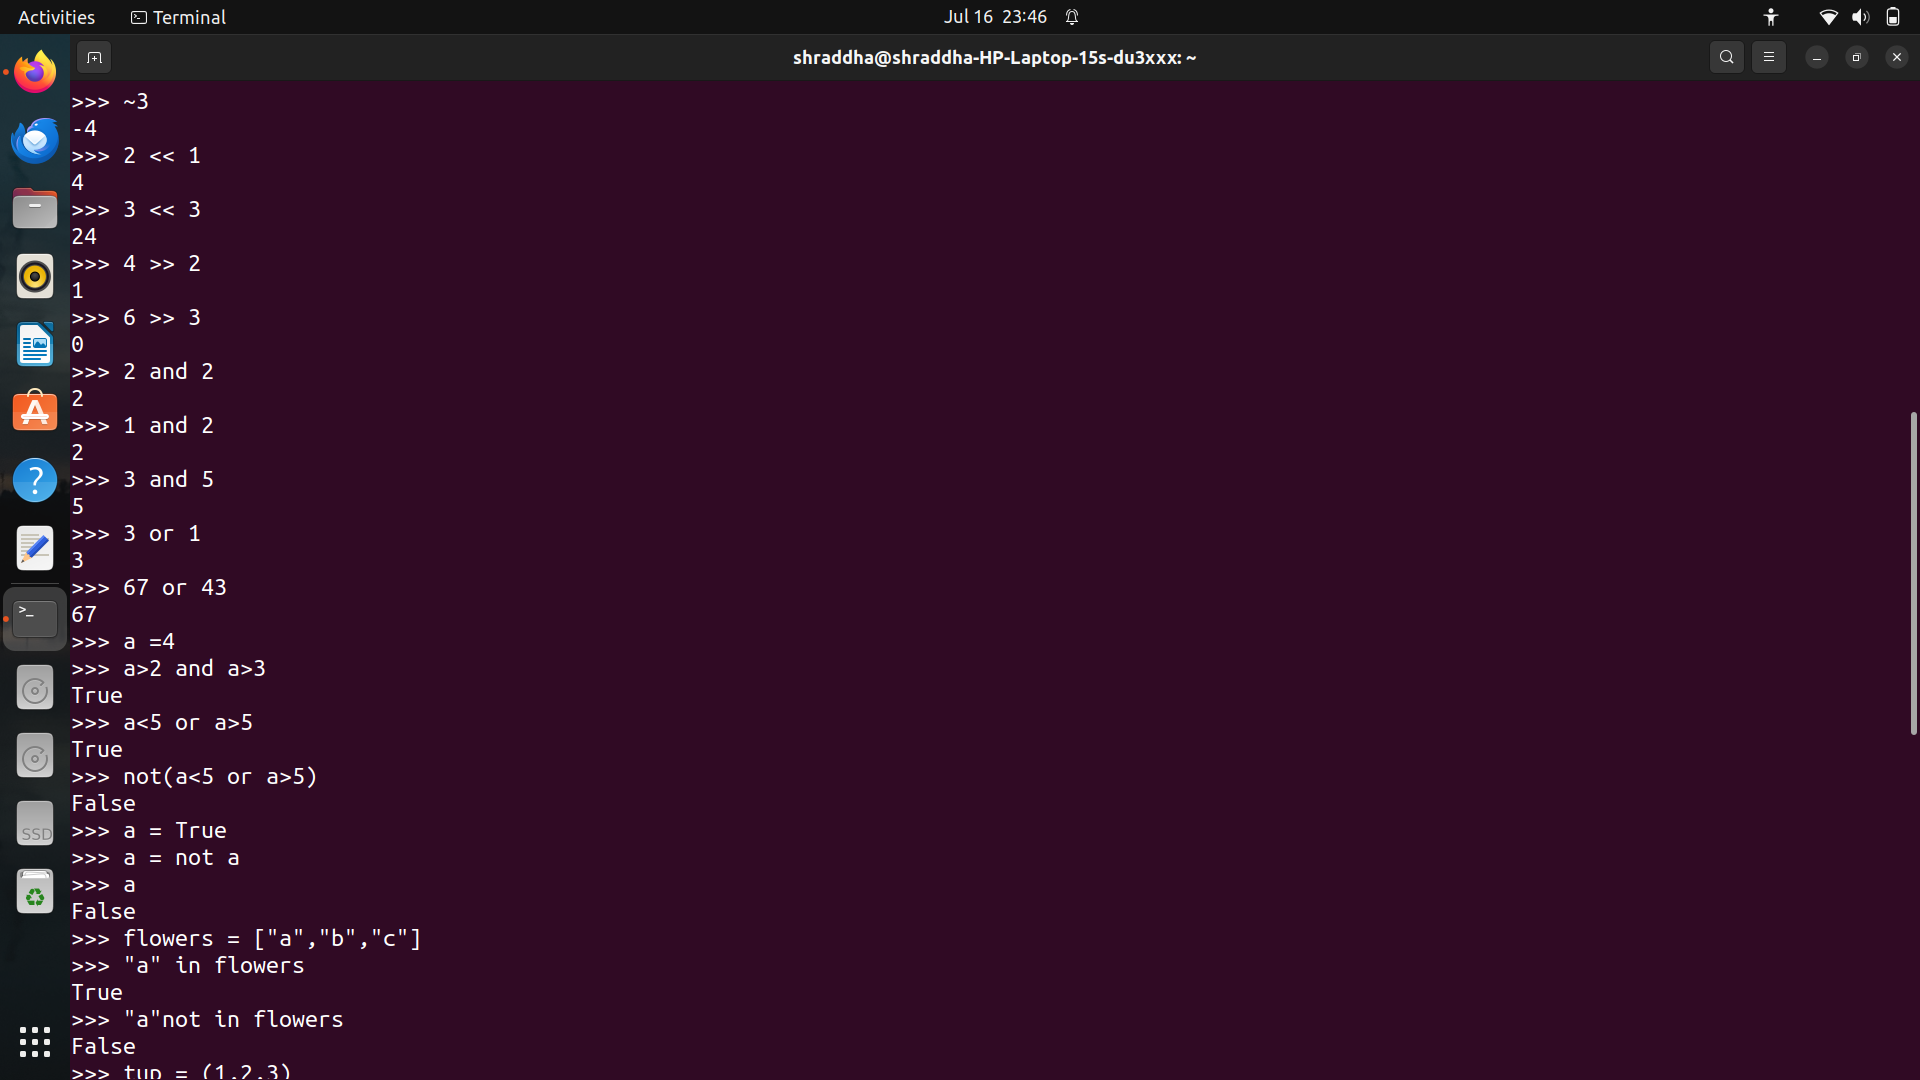 Activities Terminal Jul 16 23:46
shraddha@shraddha-HP-Laptop-15s-du3xxx: ~
>>> ~3
-4
>>> 2 << 1
4
>>> 3 << 3
24
>>> 4 >> 2
1
>>> 6 >> 3
0
>>> 2 and 2
2
>>> 1 and 2
2
>>> 3 and 5
5
>>> 3 or 1
3
>>> 67 or 43
67
>>> a =4
>>> a>2 and a>3
True
>>> a<5 or a>5
True
>>> not(a<5 or a>5)
False
>>> a = True
>>> a = not a
>>> a
False
>>> flowers = ["a","b","c"]
>>> "a" in flowers
True
>>> "a"not in flowers
False
>>> tup = (1,2,3)
SSD